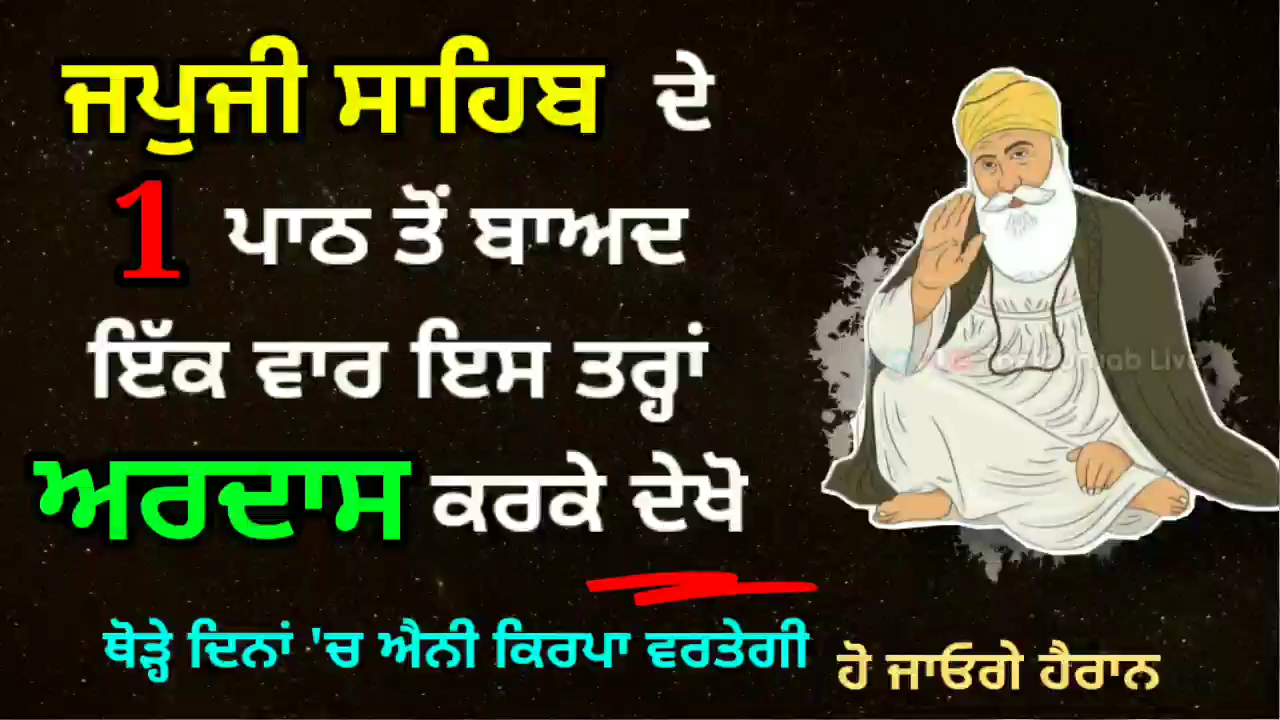 ਜਪੁਜੀ ਸਾਹਿਬ ਦੇ
1 ਪਾਠ ਤੋਂ ਬਾਅਦ
ਇੱਕ ਵਾਰ ਇਸ ਤਰ੍ਹਾਂ
ਅਰਦਾਸ ਕਰਕੇ ਦੇਖੋ
ਥੋੜ੍ਹੇ ਦਿਨਾਂ 'ਚ ਐਨੀ ਕਿਰਪਾ ਵਰਤੇਗੀ
ਹੋ ਜਾਓਗੇ ਹੈਰਾਨ